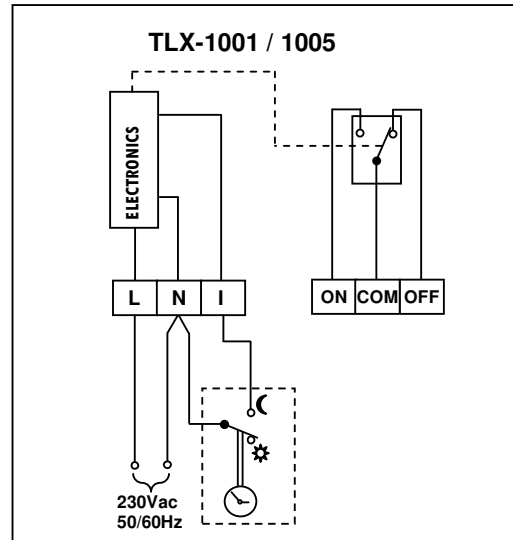 TLX-1001 / 1005
ELECTRONICS
L N I
ON COM OFF
230Vac
50/60Hz